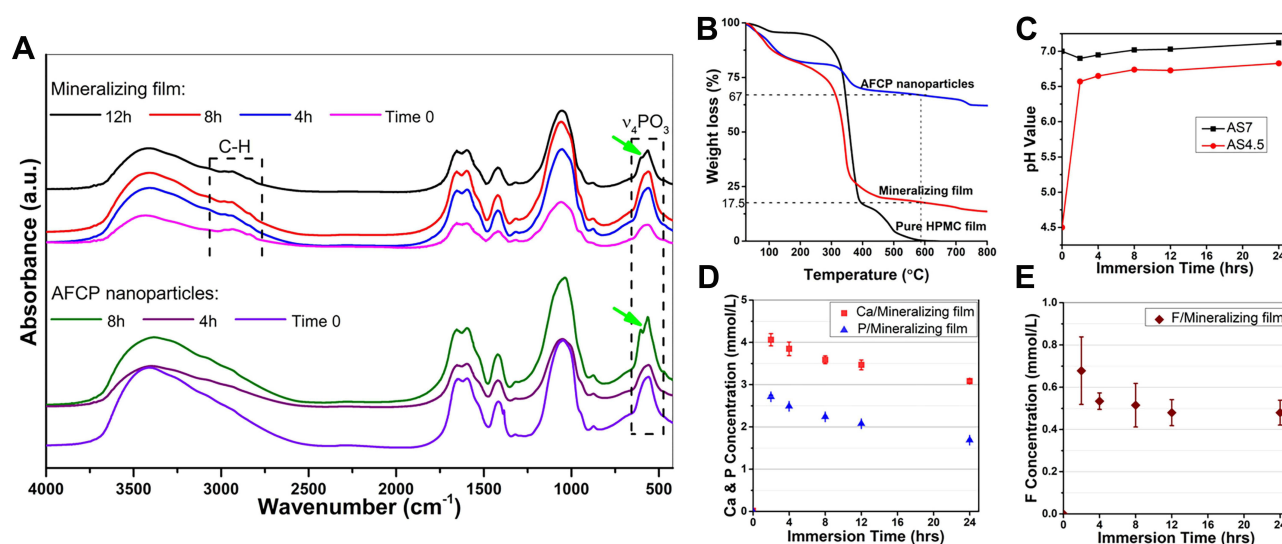 A
Mineralizing film:
12h 8h 4h Time 0
C-H
ν4PO3
AFCP nanoparticles:
8h 4h Time 0
Absorbance (a.u.)
4000 3500 3000 2500 2000 1500 1000 500
Wavenumber (cm-1)
B
100
75
67
50
25
17.5
0
Weight loss (%)
AFCP nanoparticles
Mineralizing film
Pure HPMC film
100 200 300 400 500 600 700 800
Temperature (°C)
C
7.0
6.5
6.0
5.5
5.0
4.5
pH Value
AS7
AS4.5
0 4 8 12 16 20 24
Immersion Time (hrs)
D
5
4
3
2
1
0
Ca & P Concentration (mmol/L)
Ca/Mineralizing film
P/Mineralizing film
0 4 8 12 16 20 24
Immersion Time (hrs)
E
1.0
0.8
0.6
0.4
0.2
0.0
F Concentration (mmol/L)
F/Mineralizing film
0 4 8 12 16 20 24
Immersion Time (hrs)